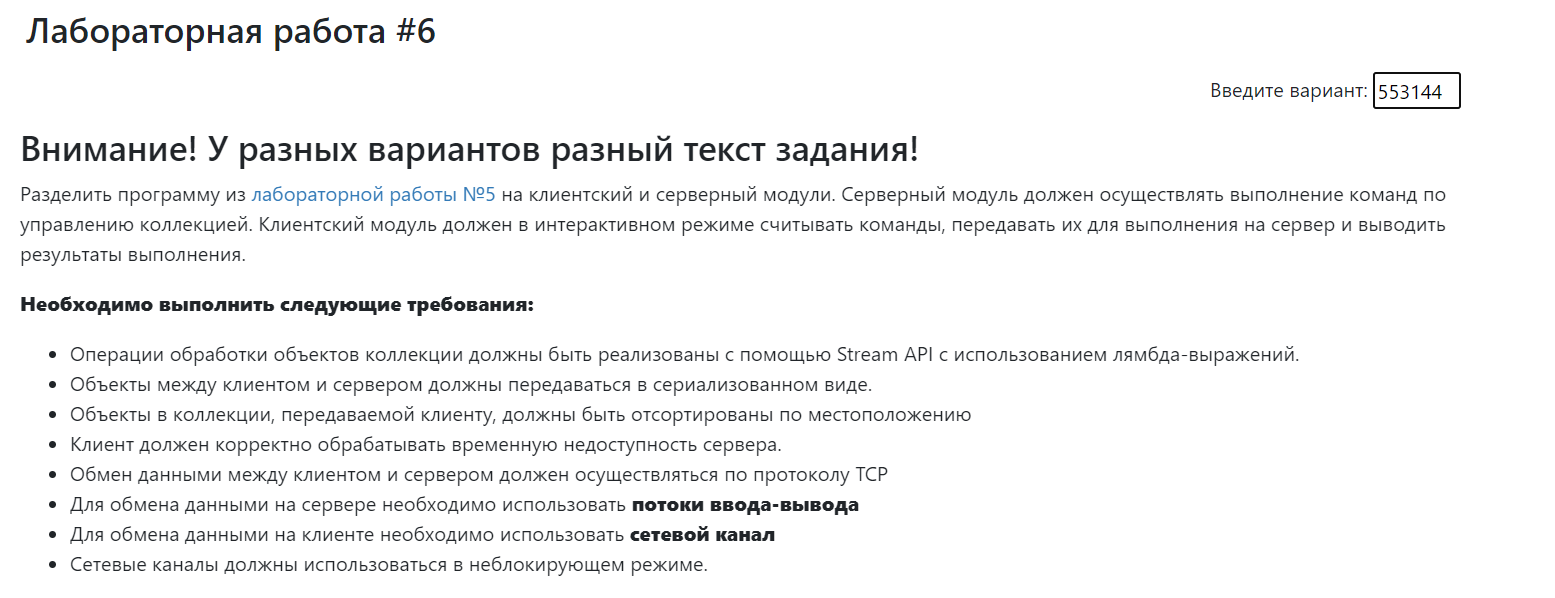 Лабораторная работа #6
Введите вариант: 553144
Внимание! У разных вариантов разный текст задания!
Разделить программу из лабораторной работы №5 на клиентский и серверный модули. Серверный модуль должен осуществлять выполнение команд по
управлению коллекцией. Клиентский модуль должен в интерактивном режиме считывать команды, передавать их для выполнения на сервер и выводить
результаты выполнения.
Необходимо выполнить следующие требования:
• Операции обработки объектов коллекции должны быть реализованы с помощью Stream API с использованием лямбда-выражений.
• Объекты между клиентом и сервером должны передаваться в сериализованном виде.
• Объекты в коллекции, передаваемой клиенту, должны быть отсортированы по местоположению
• Клиент должен корректно обрабатывать временную недоступность сервера.
• Обмен данными между клиентом и сервером должен осуществляться по протоколу TCP
• Для обмена данными на сервере необходимо использовать потоки ввода-вывода
• Для обмена данными на клиенте необходимо использовать сетевой канал
• Сетевые каналы должны использоваться в неблокирующем режиме.